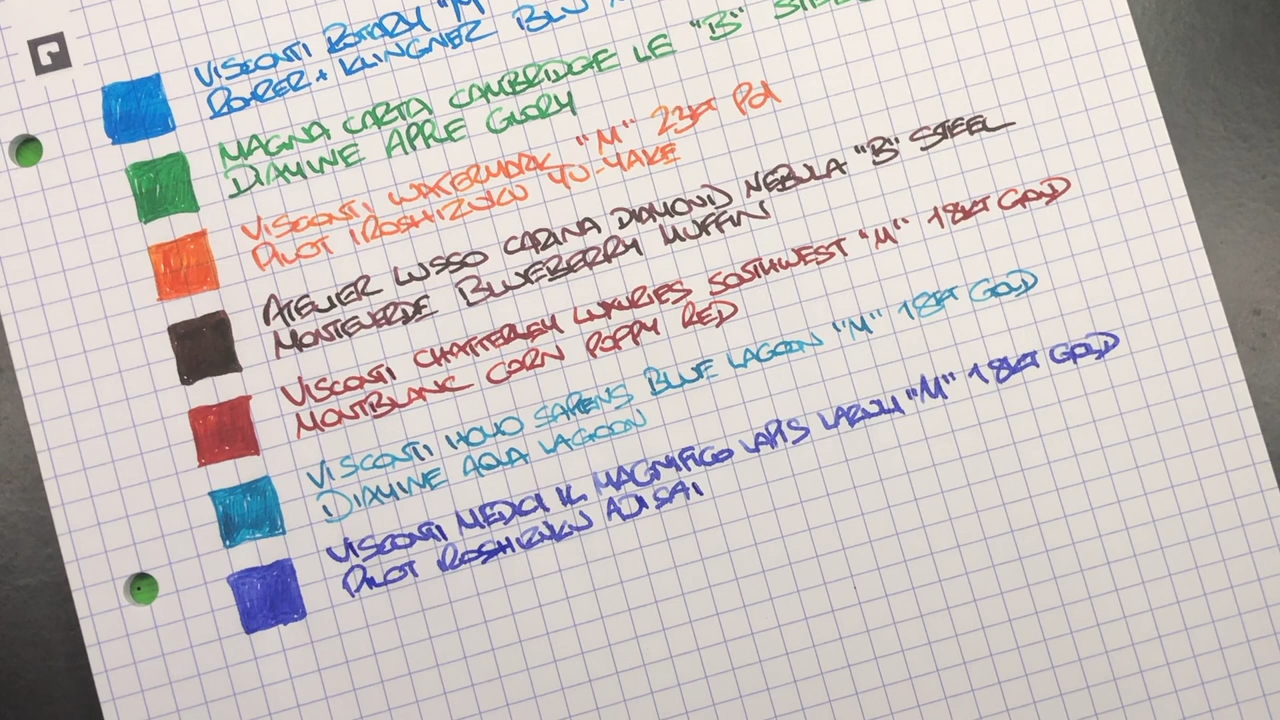 VISCONTI ROTARY "M"
ROHRER + KLINGNER BLU
MAGNA CARTA CAMBRIDGE LE "B" STEEL
DIAMINE APPLE GLORY
VISCONTI WATERMARK "M" 23kt Pd
PILOT IROSHIZUKU YU-YAKE
ATELIER LUSSO CARINA DIAMOND NEBULA "B" STEEL
MONTEVERDE BLUEBERRY MUFFIN
VISCONTI CHATTERLEY LUXURIES SOUTHWEST "M" 18kt GOLD
MONTBLANC CORN POPPY RED
VISCONTI HOMO SAPIENS BLUE LAGOON "M" 18kt GOLD
DIAMINE AQUA LAGOON
VISCONTI MEDICI IL MAGNIFICO LAPIS "M" 18kt GOLD
PILOT IROSHIZUKU AJISAI